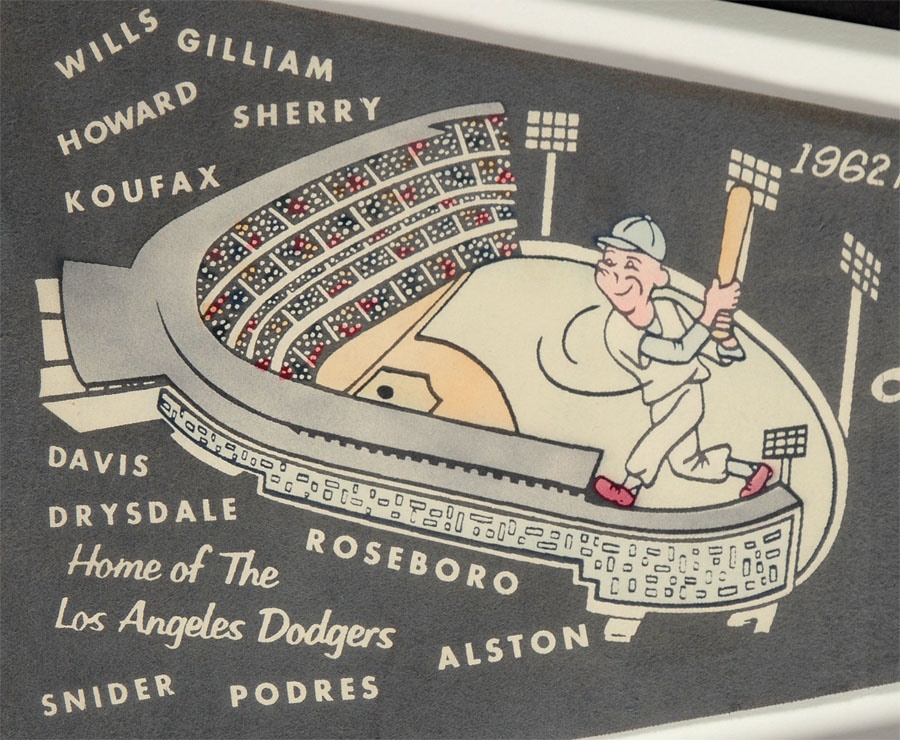 WILLS
GILLIAM
HOWARD
SHERRY
KOUFAX
1962
DAVIS
DRYSDALE
ROSEBORO
Home of The
Los Angeles Dodgers
ALSTON
SNIDER
PODRES